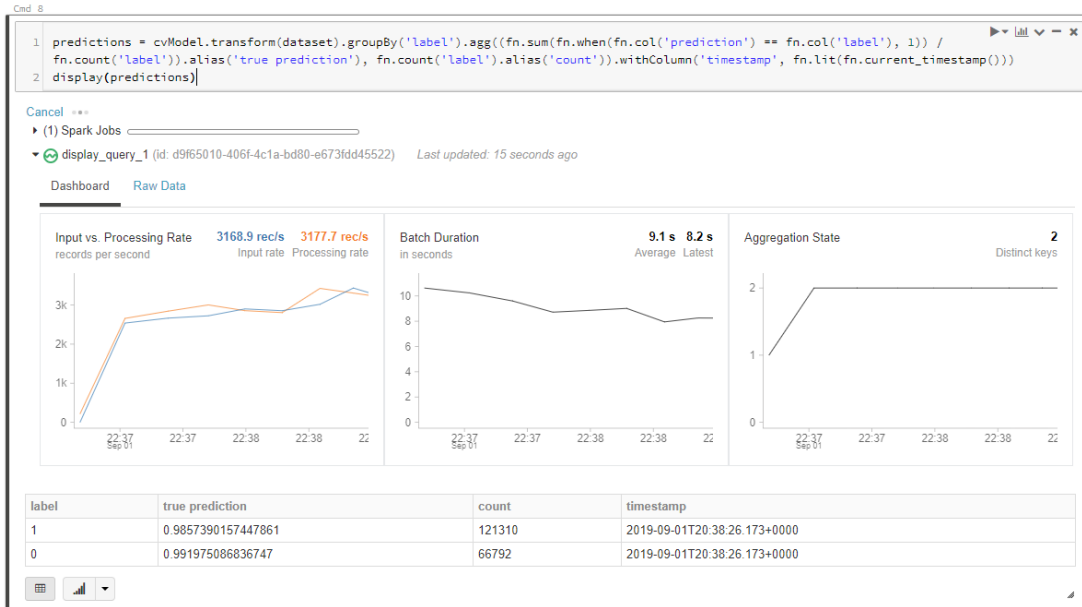 Cmd 8
1 predictions = cvModel.transform(dataset).groupBy('label').agg((fn.sum(fn.when(fn.col('prediction') == fn.col('label'), 1)) /
fn.count('label')).alias('true prediction'), fn.count('label').alias('count')).withColumn('timestamp', fn.lit(fn.current_timestamp()))
2 display(predictions)
Cancel
(1) Spark Jobs
display_query_1 (id: d9f65010-406f-4c1a-bd80-e673fdd45522) Last updated: 15 seconds ago
Dashboard Raw Data
Input vs. Processing Rate 3168.9 rec/s 3177.7 rec/s
records per second Input rate Processing rate
3k
2k
1k
0
22:37 22:37 22:38 22:38 22
Sep 01
Batch Duration 9.1 s 8.2 s
in seconds Average Latest
10
8
6
4
2
0
22:37 22:37 22:38 22:38 22
Sep 01
Aggregation State 2
Distinct keys
2
1
0
22:37 22:37 22:38 22:38 22
Sep 01
label true prediction count timestamp
1 0.9857390157447861 121310 2019-09-01T20:38:26.173+0000
0 0.991975086836747 66792 2019-09-01T20:38:26.173+0000